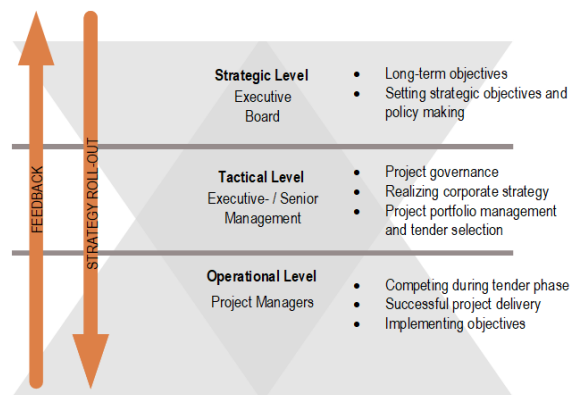 FEEDBACK
STRATEGY ROLL-OUT
Strategic Level
Executive
Board
• Long-term objectives
• Setting strategic objectives and
policy making
Tactical Level
Executive- / Senior
Management
• Project governance
• Realizing corporate strategy
• Project portfolio management
and tender selection
Operational Level
Project Managers
• Competing during tender phase
• Successful project delivery
• Implementing objectives